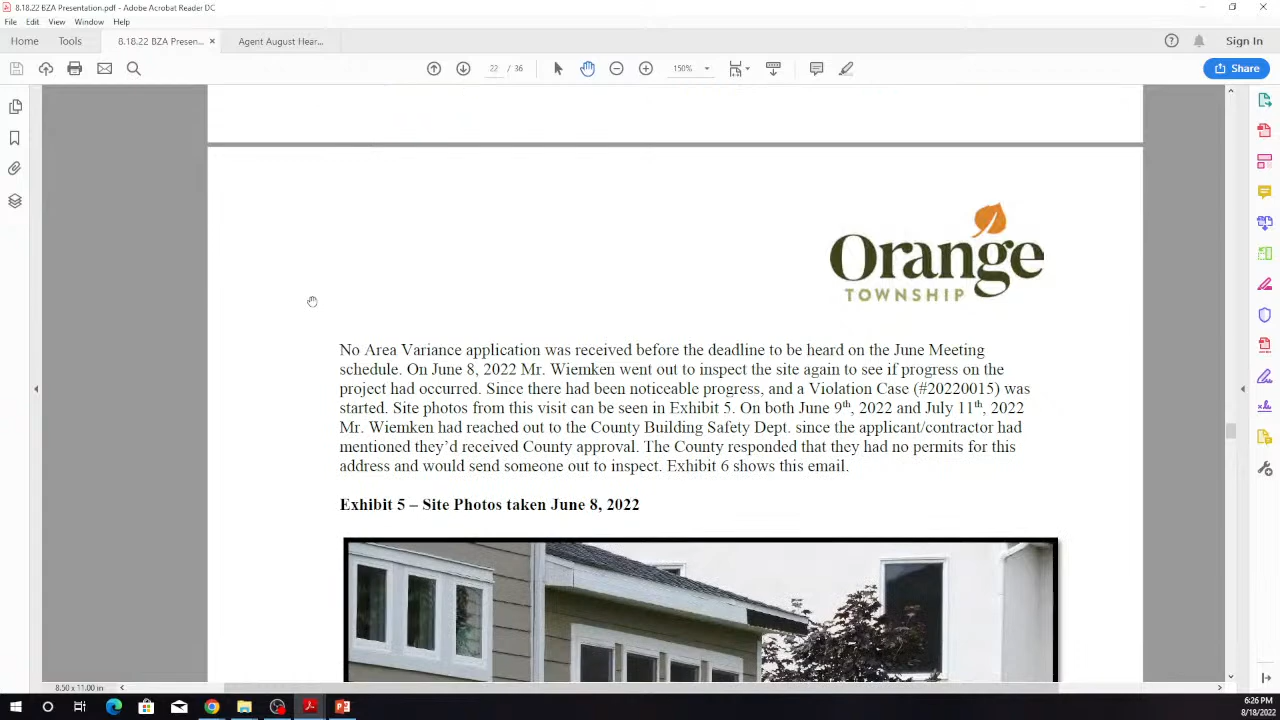 8.18.22 BZA Presentation.pdf - Adobe Acrobat Reader DC
File Edit View Window Help
Home Tools 8.18.22 BZA Presen... × Agent August Hear... Sign In
22 / 36 150% Share
Orange
TOWNSHIP
No Area Variance application was received before the deadline to be heard on the June Meeting
schedule. On June 8, 2022 Mr. Wiemken went out to inspect the site again to see if progress on the
project had occurred. Since there had been noticeable progress, and a Violation Case (#20220015) was
started. Site photos from this visit can be seen in Exhibit 5. On both June 9th, 2022 and July 11th, 2022
Mr. Wiemken had reached out to the County Building Safety Dept. since the applicant/contractor had
mentioned they’d received County approval. The County responded that they had no permits for this
address and would send someone out to inspect. Exhibit 6 shows this email.
Exhibit 5 – Site Photos taken June 8, 2022
8.50 x 11.00 in
6:26 PM
8/18/2022